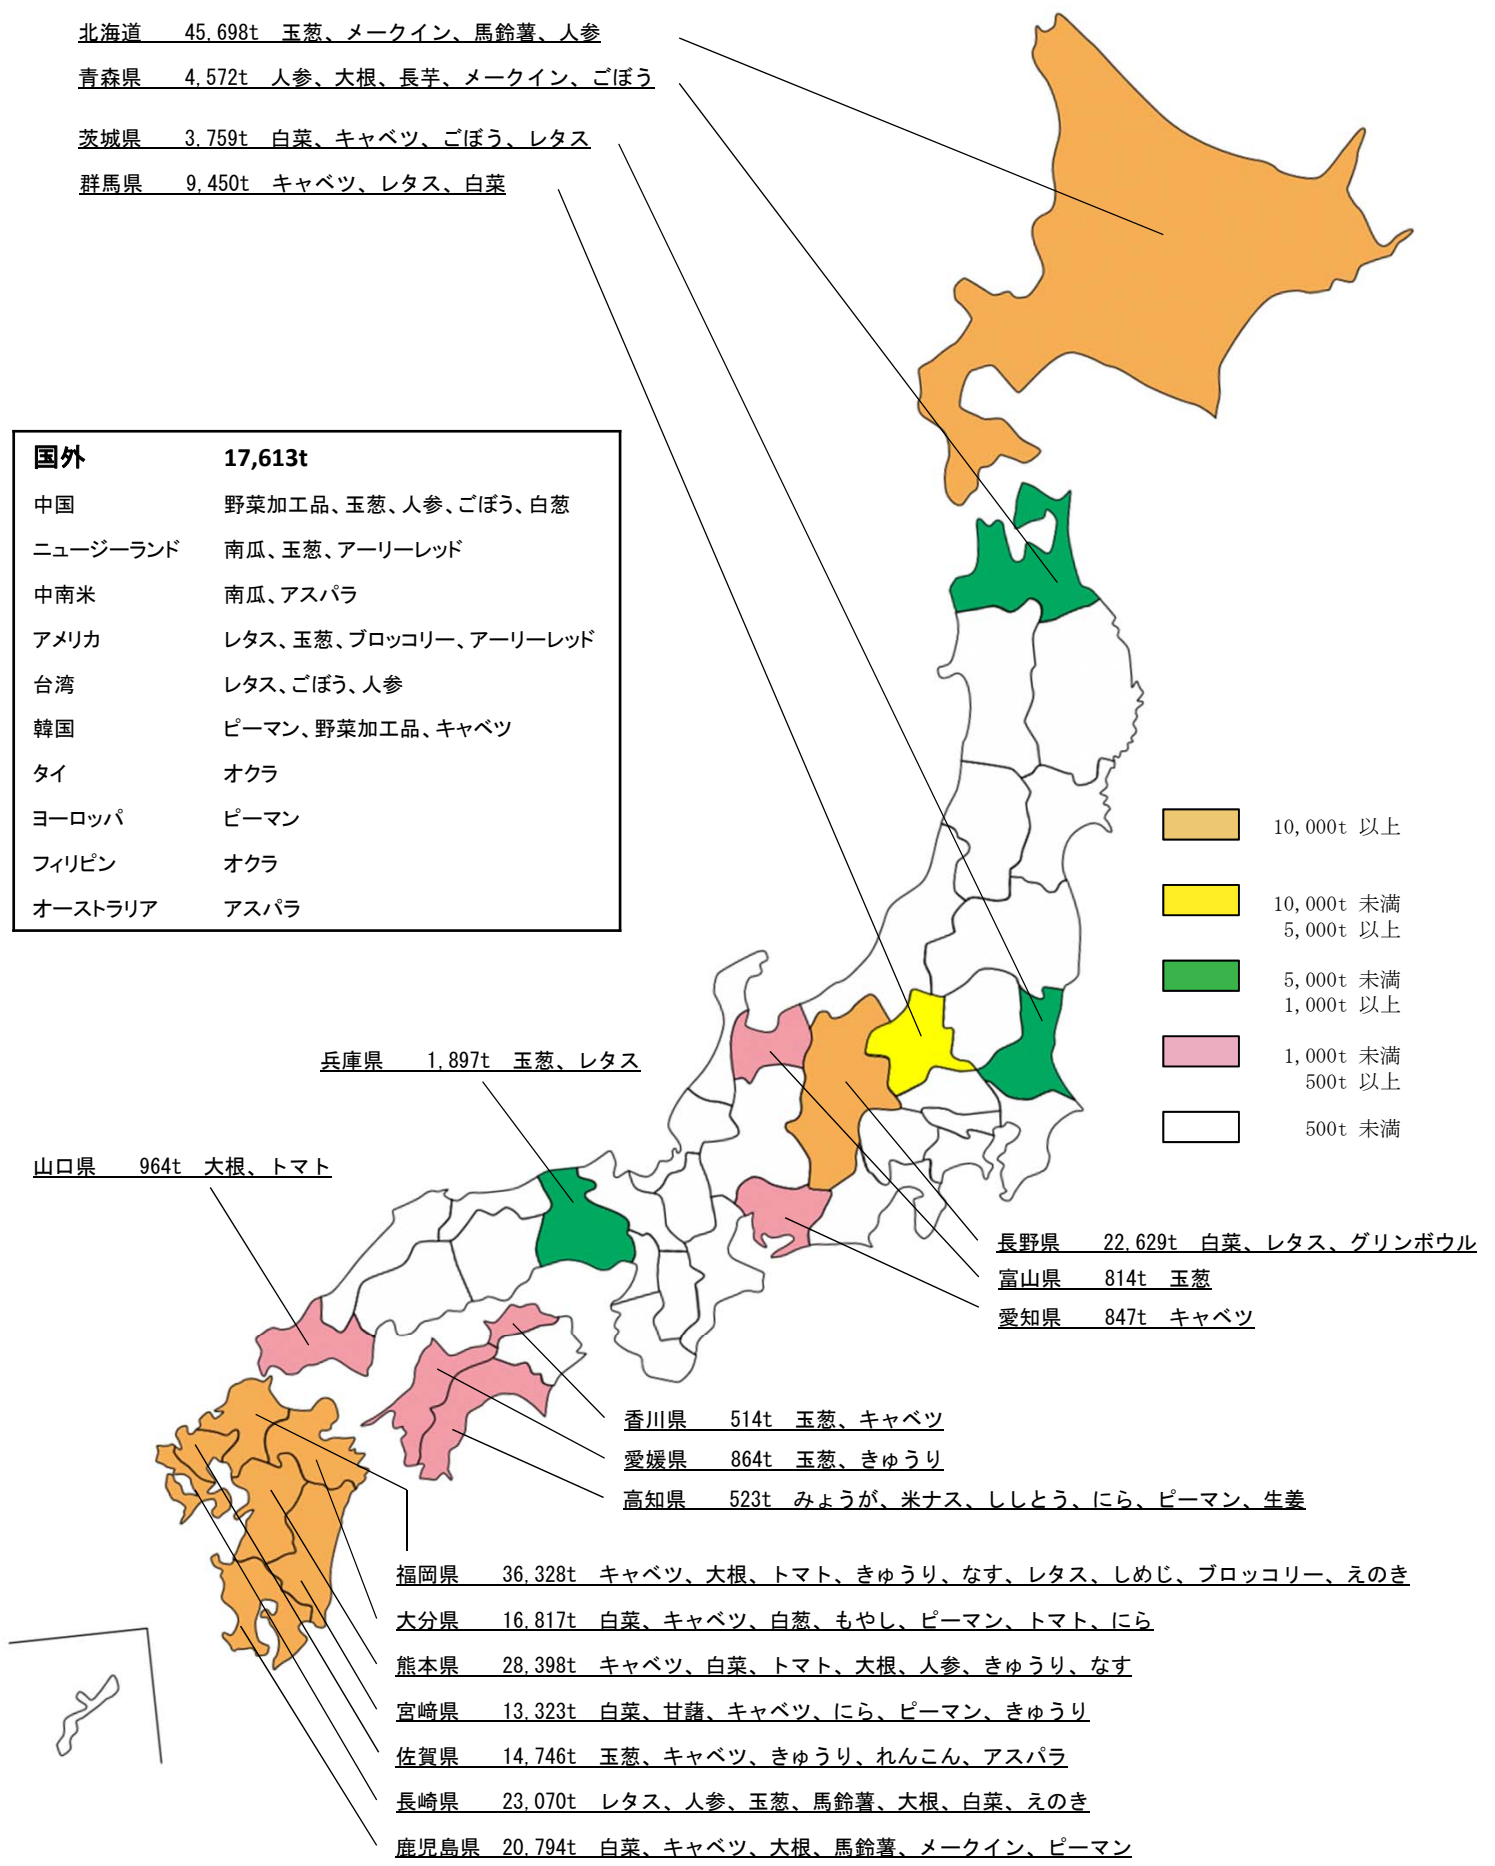 北海道　45,698t　玉葱、メークイン、馬鈴薯、人参
青森県　4,572t　人参、大根、長芋、メークイン、ごぼう
茨城県　3,759t　白菜、キャベツ、ごぼう、レタス
群馬県　9,450t　キャベツ、レタス、白菜
国外　17,613t
中国　野菜加工品、玉葱、人参、ごぼう、白葱
ニュージーランド　南瓜、玉葱、アーリーレッド
中南米　南瓜、アスパラ
アメリカ　レタス、玉葱、ブロッコリー、アーリーレッド
台湾　レタス、ごぼう、人参
韓国　ピーマン、野菜加工品、キャベツ
タイ　オクラ
ヨーロッパ　ピーマン
フィリピン　オクラ
オーストラリア　アスパラ
10,000t 以上
10,000t 未満
5,000t 以上
5,000t 未満
1,000t 以上
1,000t 未満
500t 以上
500t 未満
兵庫県　1,897t　玉葱、レタス
山口県　964t　大根、トマト
長野県　22,629t　白菜、レタス、グリンボウル
富山県　814t　玉葱
愛知県　847t　キャベツ
香川県　514t　玉葱、キャベツ
愛媛県　864t　玉葱、きゅうり
高知県　523t　みょうが、米ナス、ししとう、にら、ピーマン、生姜
福岡県　36,328t　キャベツ、大根、トマト、きゅうり、なす、レタス、しめじ、ブロッコリー、えのき
大分県　16,817t　白菜、キャベツ、白葱、もやし、ピーマン、トマト、にら
熊本県　28,398t　キャベツ、白菜、トマト、大根、人参、きゅうり、なす
宮﨑県　13,323t　白菜、甘藷、キャベツ、にら、ピーマン、きゅうり
佐賀県　14,746t　玉葱、キャベツ、きゅうり、れんこん、アスパラ
長崎県　23,070t　レタス、人参、玉葱、馬鈴薯、大根、白菜、えのき
鹿児島県　20,794t　白菜、キャベツ、大根、馬鈴薯、メークイン、ピーマン